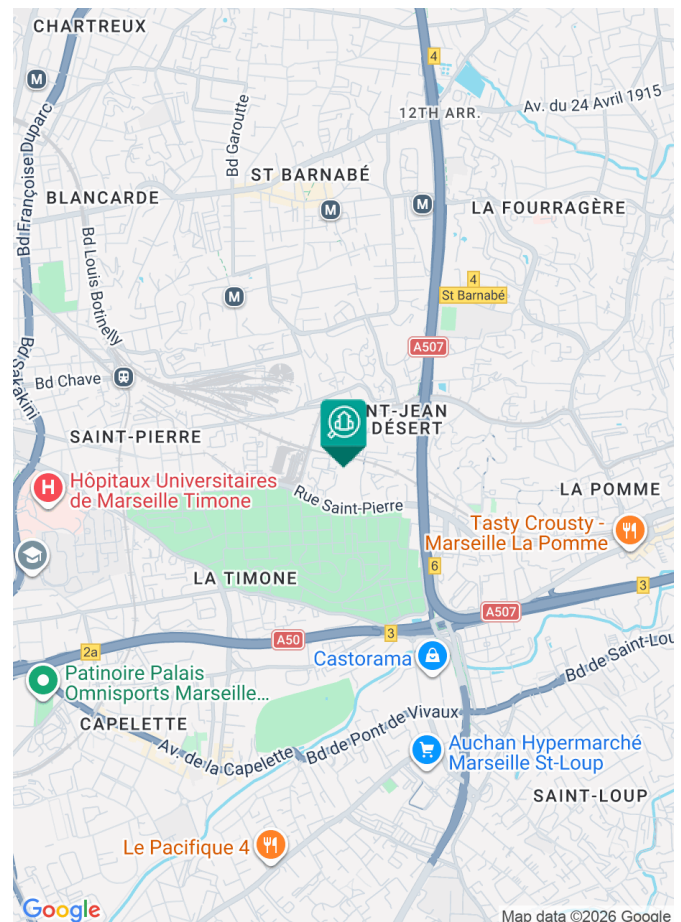 CHARTREUX
4
M
Av. du 24 Avril 1915
12TH ARR.
Bd Françoise Duparc
Bd Garoutte
ST BARNABÉ
BLANCARDE
M
M
LA FOURRAGÈRE
Bd Louis Botinelly
4
St Barnabé
M
A507
Bd Sakakini
Bd Chave
NT-JEAN
DÉSERT
SAINT-PIERRE
H
Hôpitaux Universitaires
de Marseille Timone
Rue Saint-Pierre
LA POMME
Tasty Crousty -
Marseille La Pomme
LA TIMONE
6
3
A507
A50
3
2a
Castorama
Bd de Saint-Lou
Patinoire Palais
Omnisports Marseille...
CAPELETTE
Av. de la Capelette
Bd de Pont de Vivaux
Auchan Hypermarché
Marseille St-Loup
SAINT-LOUP
Le Pacifique 4
Google
Map data ©2026 Google